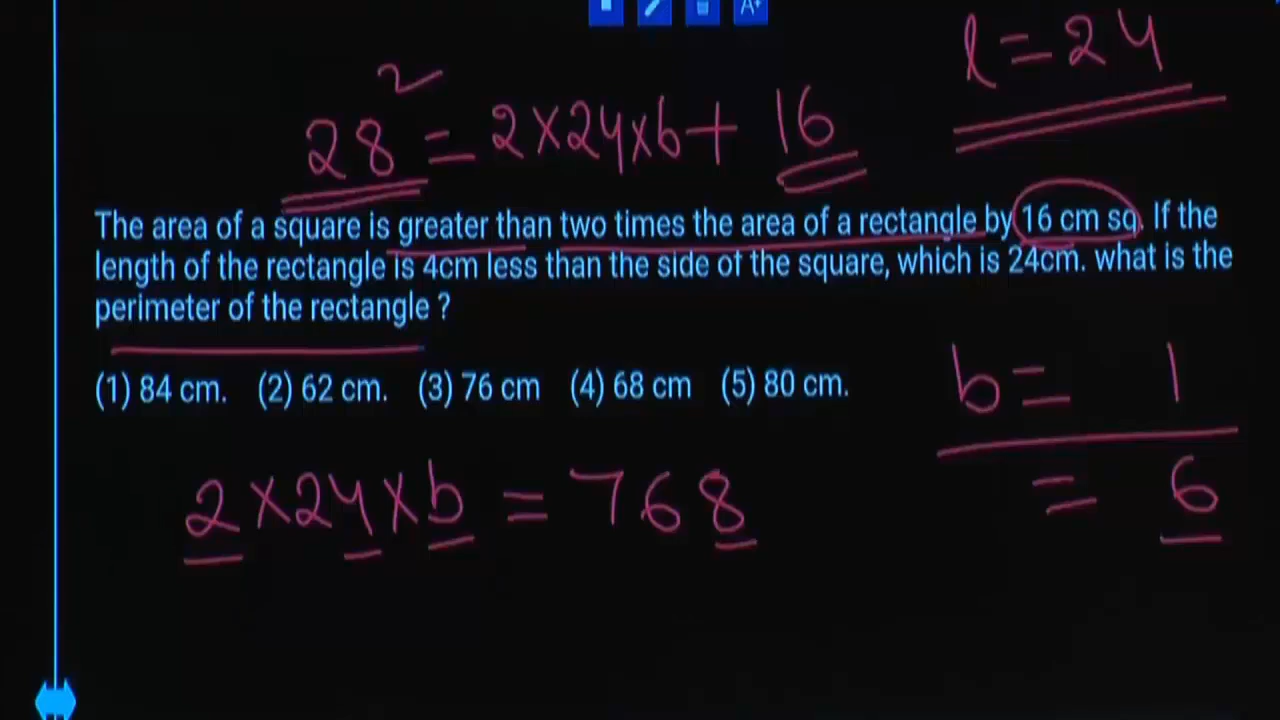 A+
l = 24
28² = 2×24×b + 16
The area of a square is greater than two times the area of a rectangle by 16 cm sq. If the
length of the rectangle is 4cm less than the side of the square, which is 24cm. what is the
perimeter of the rectangle ?
(1) 84 cm. (2) 62 cm. (3) 76 cm (4) 68 cm (5) 80 cm.
b = 1
= 6
2×24×b = 768